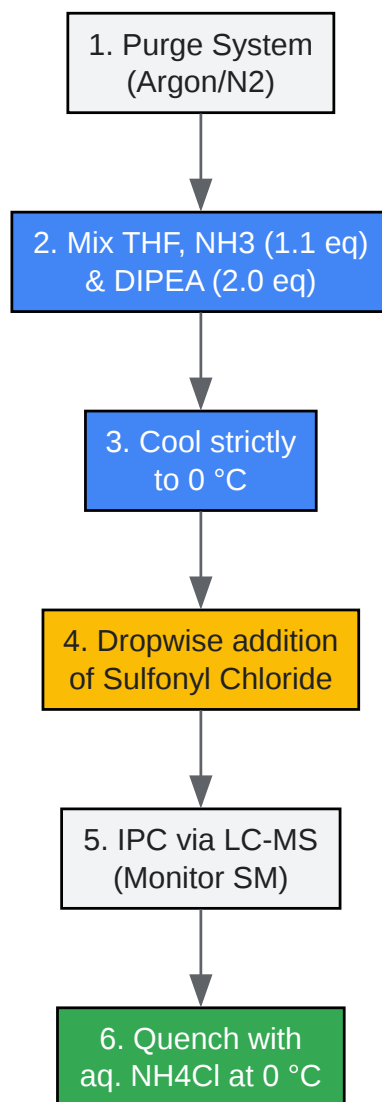 1. Purge System
(Argon/N2)
2. Mix THF, NH3 (1.1 eq)
& DIPEA (2.0 eq)
3. Cool strictly
to 0 °C
4. Dropwise addition
of Sulfonyl Chloride
5. IPC via LC-MS
(Monitor SM)
6. Quench with
aq. NH4Cl at 0 °C